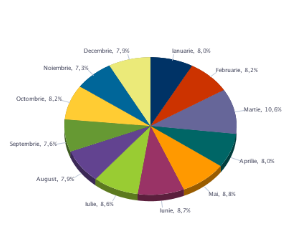 Decembrie, 7,9%
Ianuarie, 8,0%
Noiembrie, 7,3%
Februarie, 8,2%
Octombrie, 8,2%
Martie, 10,6%
Septembrie, 7,6%
Aprilie, 8,0%
August, 7,9%
Mai, 8,8%
Iulie, 8,8%
Iunie, 8,7%